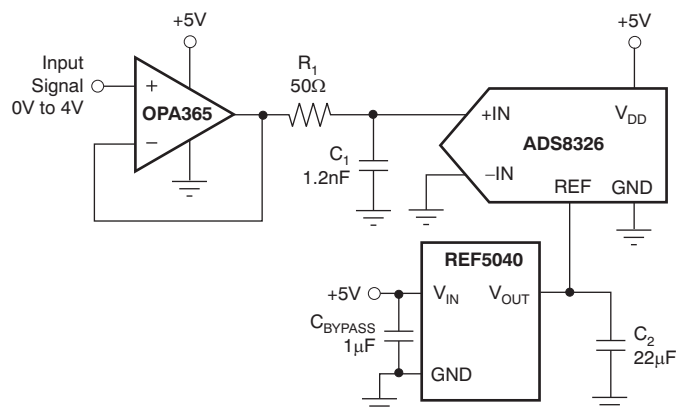 +5V
Input
Signal
0V to 4V
+
−
OPA365
R1
50Ω
C1
1.2nF
+5V
+IN
−IN
VDD
ADS8326
REF
GND
REF5040
+5V
VIN
VOUT
CBYPASS
1μF
GND
C2
22μF